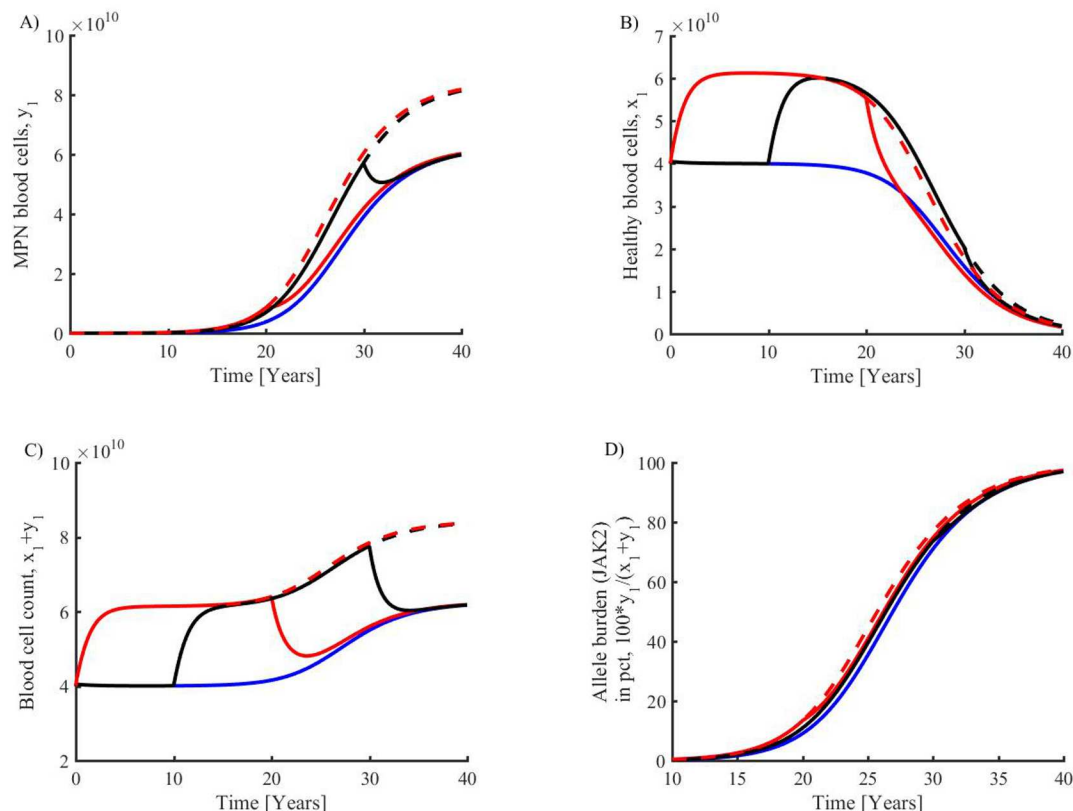 A)
×10^10
MPN blood cells, y_1
10
8
6
4
2
0
0 10 20 30 40
Time [Years]
B)
×10^10
Healthy blood cells, x_1
7
6
5
4
3
2
1
0
0 10 20 30 40
Time [Years]
C)
×10^10
Blood cell count, x_1+y_1
10
8
6
4
2
0 10 20 30 40
Time [Years]
D)
Allele burden (JAK2)
in pct, 100*y_1/(x_1+y_1)
100
80
60
40
20
0
10 15 20 25 30 35 40
Time [Years]